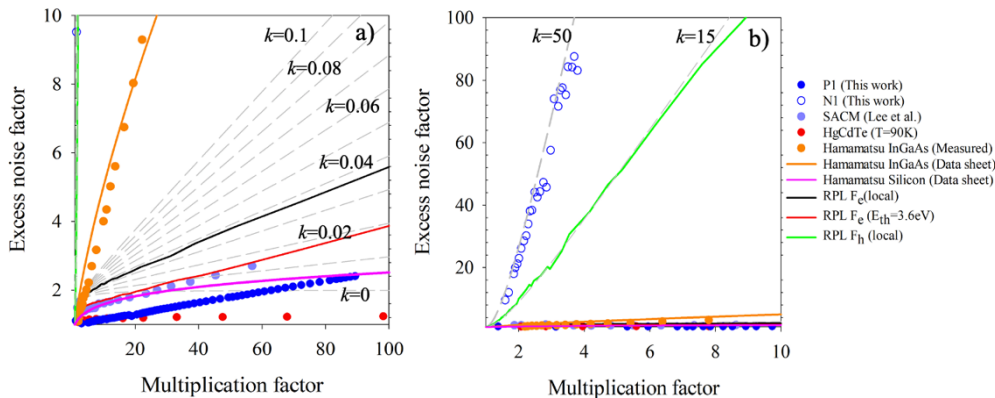 10
8
6
4
2
0
20
40
60
80
100
Excess noise factor
Multiplication factor
a)
k=0.1
k=0.08
k=0.06
k=0.04
k=0.02
k=0
100
80
60
40
20
2
4
6
8
10
Excess noise factor
Multiplication factor
k=50
k=15
b)
P1 (This work)
N1 (This work)
SACM (Lee et al.)
HgCdTe (T=90K)
Hamamatsu InGaAs (Measured)
Hamamatsu InGaAs (Data sheet)
Hamamatsu Silicon (Data sheet)
RPL Fe(local)
RPL Fe (Eth=3.6eV)
RPL Fh (local)